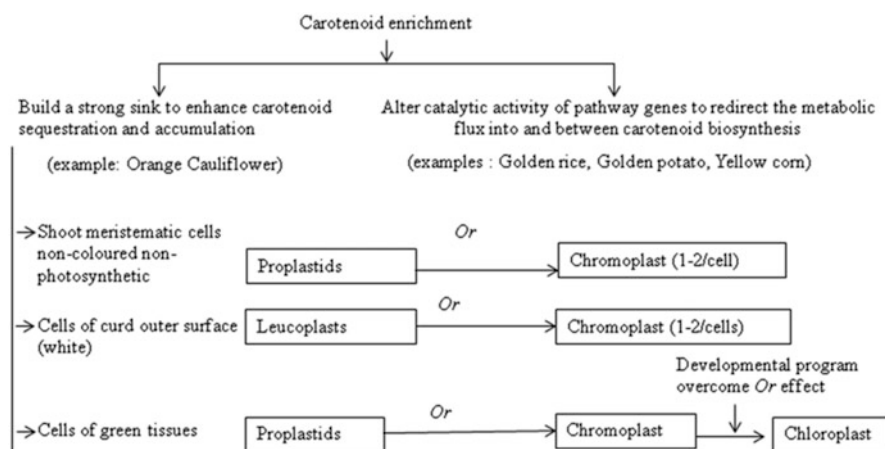 Carotenoid enrichment
Build a strong sink to enhance carotenoid
sequestration and accumulation
(example: Orange Cauliflower)
Alter catalytic activity of pathway genes to redirect the metabolic
flux into and between carotenoid biosynthesis
(examples : Golden rice, Golden potato, Yellow corn)
Shoot meristematic cells
non-coloured non-
photosynthetic
Proplastids
Or
Chromoplast (1-2/cell)
Cells of curd outer surface
(white)
Leucoplasts
Or
Chromoplast (1-2/cells)
Developmental program
overcome Or effect
Cells of green tissues
Proplastids
Or
Chromoplast
Chloroplast